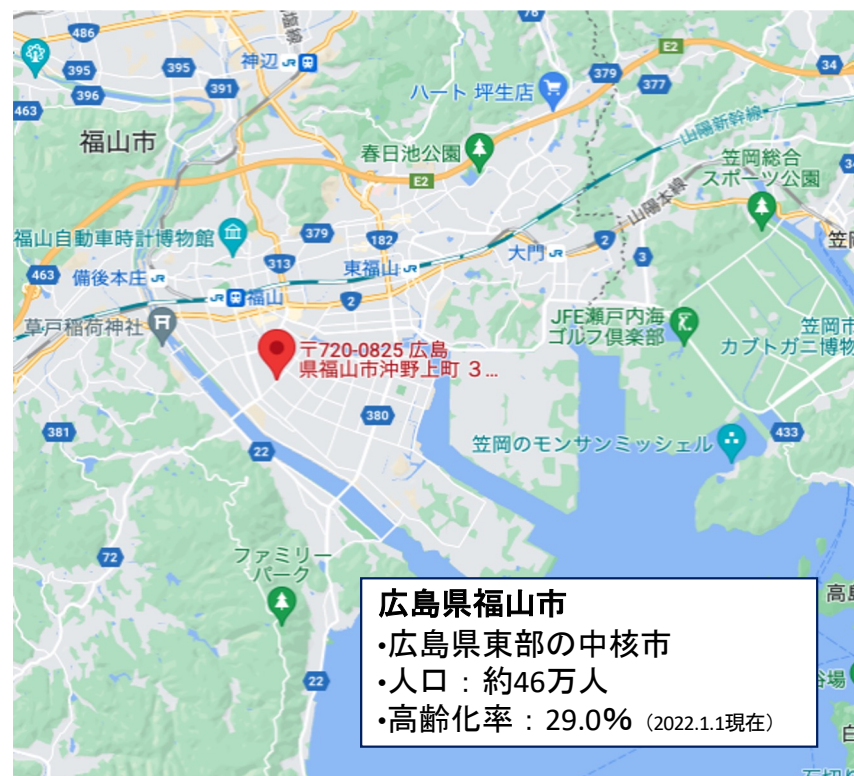 486
76
E2
395
395
神辺
379
34
463
396
391
ハート 坪生店
377
福山市
春日池公園
山陽新幹線
笠岡総合
スポーツ公園
E2
山陽本線
福山自動車時計博物館
379
182
大門
2
3
463
備後本庄
313
東福山
福山
2
草戸稲荷神社
〒720-0825 広島
県福山市沖野上町 3...
JFE瀬戸内海
ゴルフ倶楽部
笠岡市
カブトガニ博物
380
381
22
笠岡のモンサンミッシェル
433
72
ファミリー
パーク
22
広島県福山市
•広島県東部の中核市
•人口：約46万人
•高齢化率：29.0% （2022.1.1現在）
高島